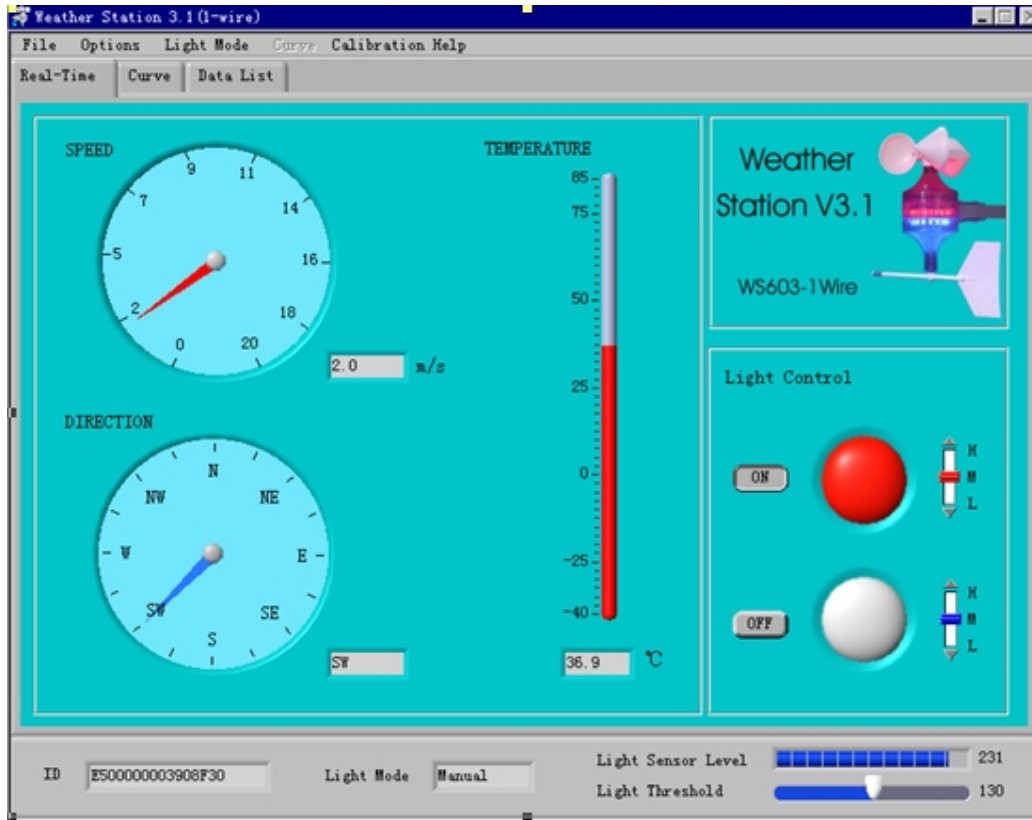 Weather Station 3.1(1-wire)
File Options Light Mode Curve Calibration Help
Real-Time Curve Data List
SPEED
0
2
5
7
9
11
14
16
18
20
2.0 m/s
DIRECTION
N
NE
E
SE
S
SW
W
NW
SW
TEMPERATURE
85
75
50
25
0
-25
-40
36.9 ℃
Weather
Station V3.1
WS603-1Wire
Light Control
ON
H
M
L
OFF
H
M
L
ID E500000003908F30
Light Mode Manual
Light Sensor Level 231
Light Threshold 130